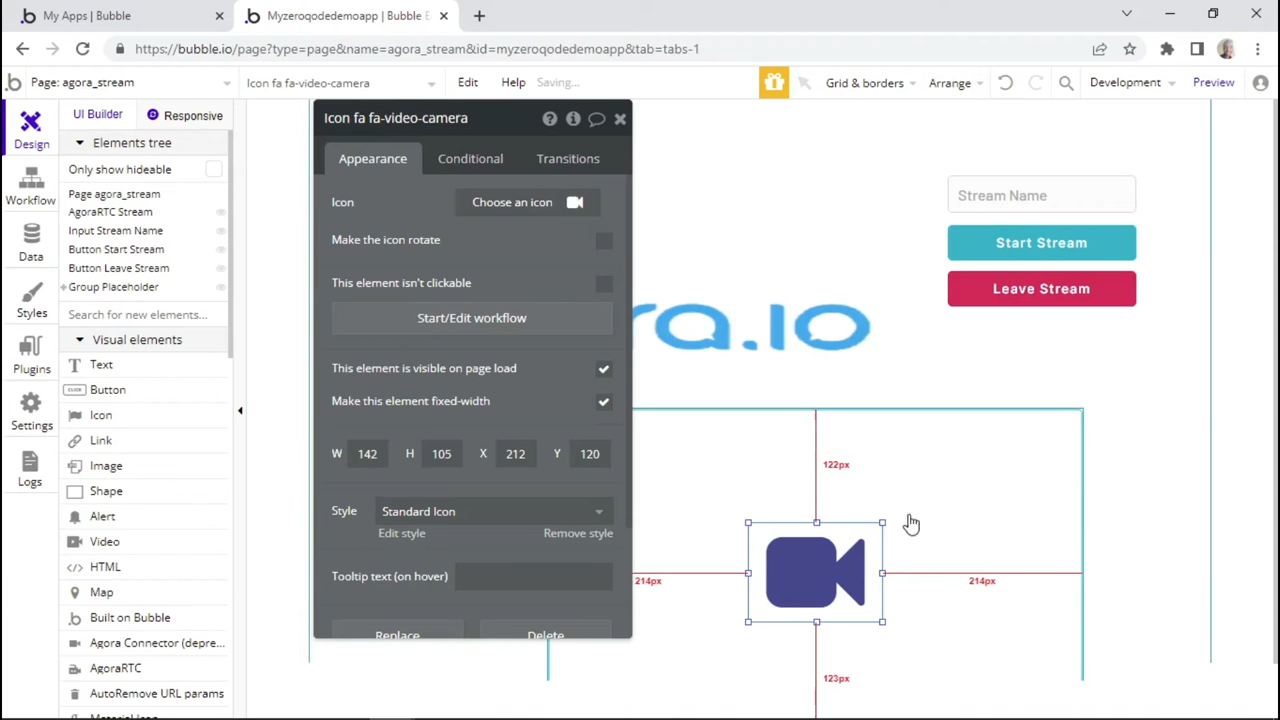 My Apps | Bubble
Myzeroqodedemoapp | Bubble E
https://bubble.io/page?type=page&name=agora_stream&id=myzeroqodedemoapp&tab=tabs-1
Page: agora_stream
Icon fa fa-video-camera
Edit
Help
Saving...
Grid & borders
Arrange
Development
Preview
Design
Workflow
Data
Styles
Plugins
Settings
Logs
UI Builder
Responsive
Elements tree
Only show hideable
Page agora_stream
AgoraRTC Stream
Input Stream Name
Button Start Stream
Button Leave Stream
Group Placeholder
Search for new elements...
Visual elements
Text
CLICK
Button
Icon
Link
Image
Shape
Alert
Video
HTML
Map
Built on Bubble
Agora Connector (depre...
AgoraRTC
AutoRemove URL params
Icon fa fa-video-camera
Appearance
Conditional
Transitions
Icon
Choose an icon
Make the icon rotate
This element isn't clickable
Start/Edit workflow
This element is visible on page load
Make this element fixed-width
W 142 H 105 X 212 Y 120
Style
Standard Icon
Edit style
Remove style
Tooltip text (on hover)
Replace
Delete
Stream Name
Start Stream
Leave Stream
ra.io
122px
214px
214px
123px